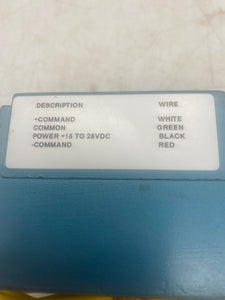 DESCRIPTION WIRE
+COMMAND WHITE
COMMON GREEN
POWER +16 TO 28VDC BLACK
-COMMAND RED